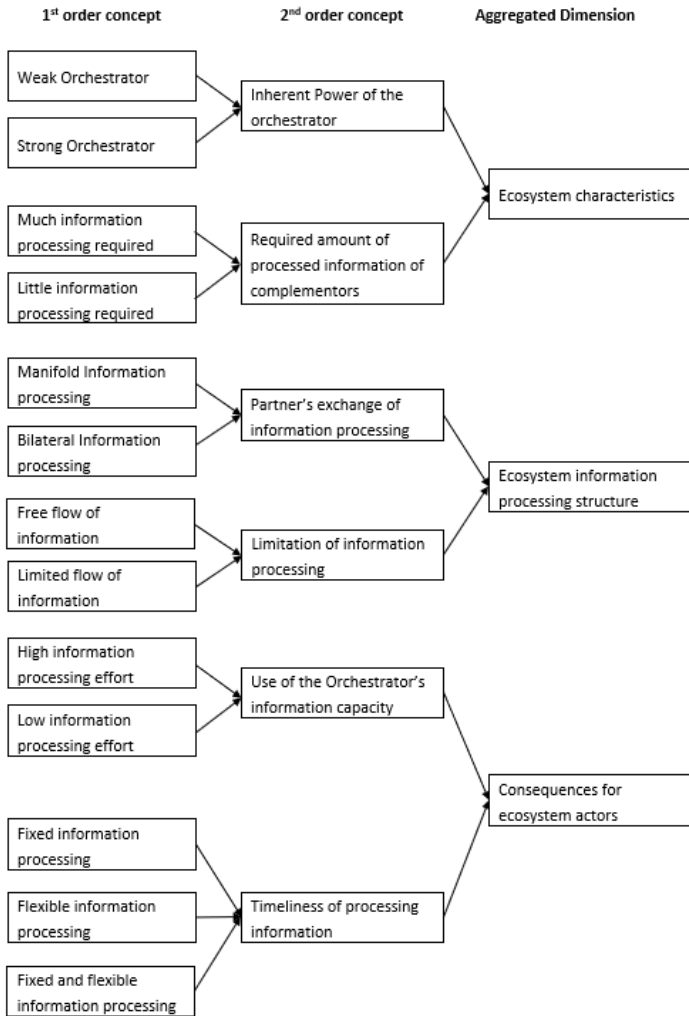 1st order concept
2nd order concept
Aggregated Dimension
Weak Orchestrator
Strong Orchestrator
Inherent Power of the
orchestrator
Much information
processing required
Little information
processing required
Required amount of
processed information of
complementors
Ecosystem characteristics
Manifold Information
processing
Bilateral Information
processing
Partner's exchange of
information processing
Free flow of
information
Limited flow of
information
Limitation of information
processing
Ecosystem information
processing structure
High information
processing effort
Low information
processing effort
Use of the Orchestrator's
information capacity
Fixed information
processing
Flexible information
processing
Fixed and flexible
information processing
Timeliness of processing
information
Consequences for
ecosystem actors